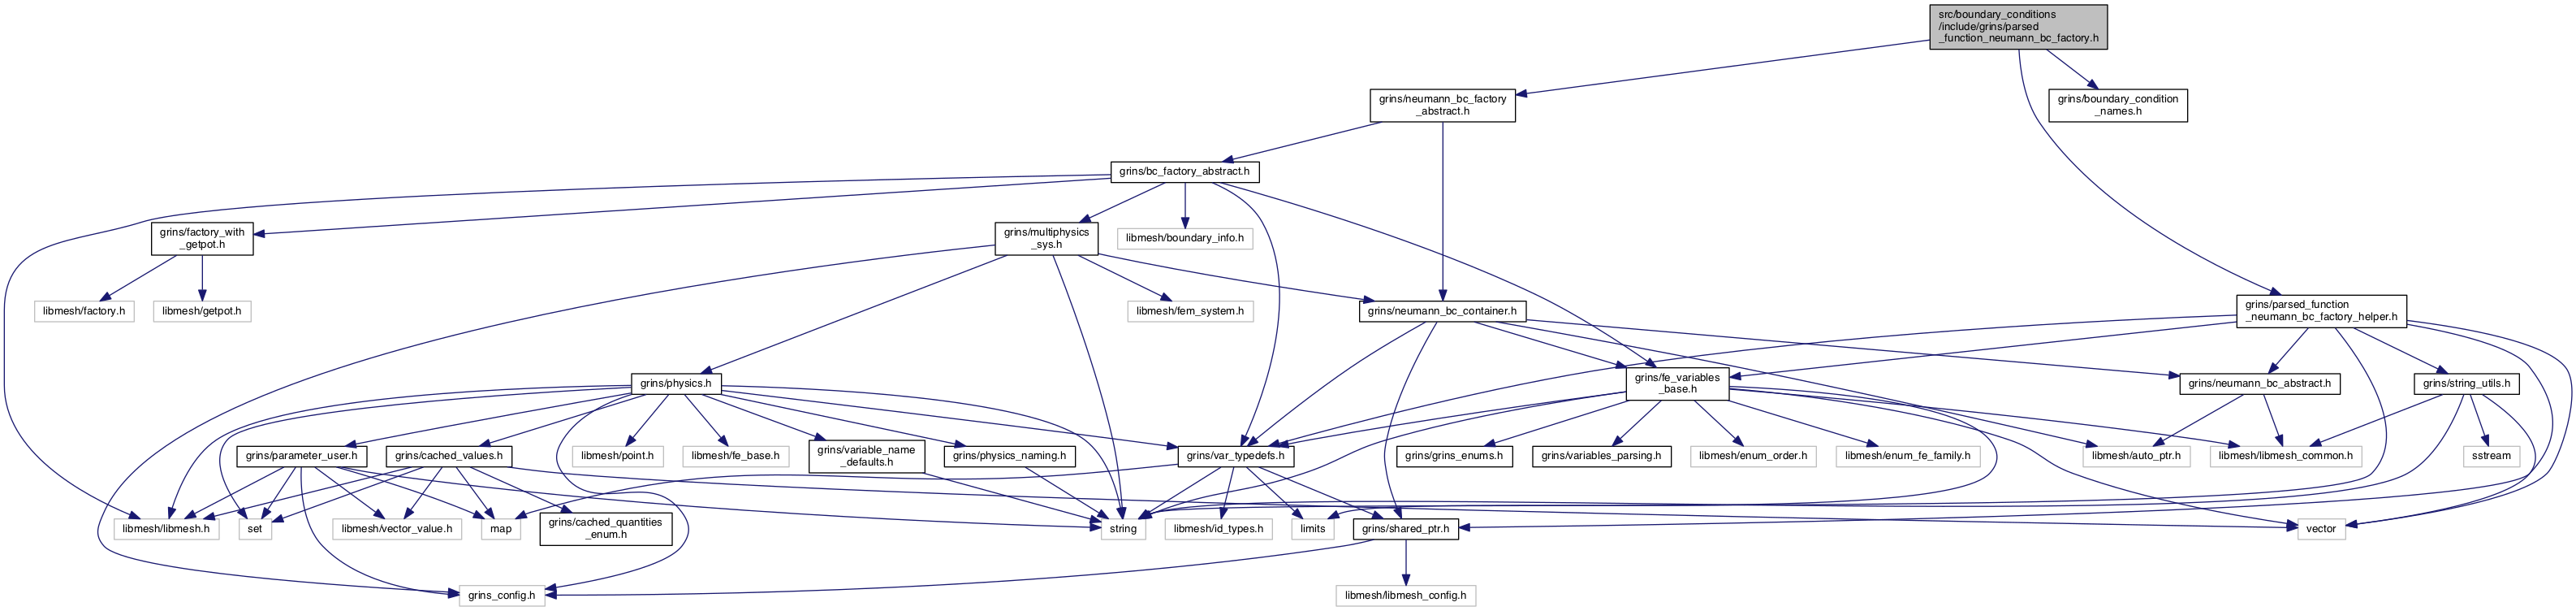 src/boundary_conditions
/include/grins/parsed
_function_neumann_bc_factory.h
grins/neumann_bc_factory
_abstract.h
grins/boundary_condition
_names.h
grins/bc_factory_abstract.h
grins/factory_with
_getpot.h
grins/multiphysics
_sys.h
libmesh/boundary_info.h
libmesh/factory.h
libmesh/getpot.h
libmesh/fem_system.h
grins/neumann_bc_container.h
grins/parsed_function
_neumann_bc_factory_helper.h
grins/physics.h
grins/fe_variables
_base.h
grins/neumann_bc_abstract.h
grins/string_utils.h
grins/parameter_user.h
grins/cached_values.h
libmesh/point.h
libmesh/fe_base.h
grins/variable_name
_defaults.h
grins/physics_naming.h
grins/var_typedefs.h
grins/grins_enums.h
grins/variables_parsing.h
libmesh/enum_order.h
libmesh/enum_fe_family.h
libmesh/auto_ptr.h
libmesh/libmesh_common.h
sstream
libmesh/libmesh.h
set
libmesh/vector_value.h
map
grins/cached_quantities
_enum.h
string
libmesh/id_types.h
limits
grins/shared_ptr.h
vector
grins_config.h
libmesh/libmesh_config.h